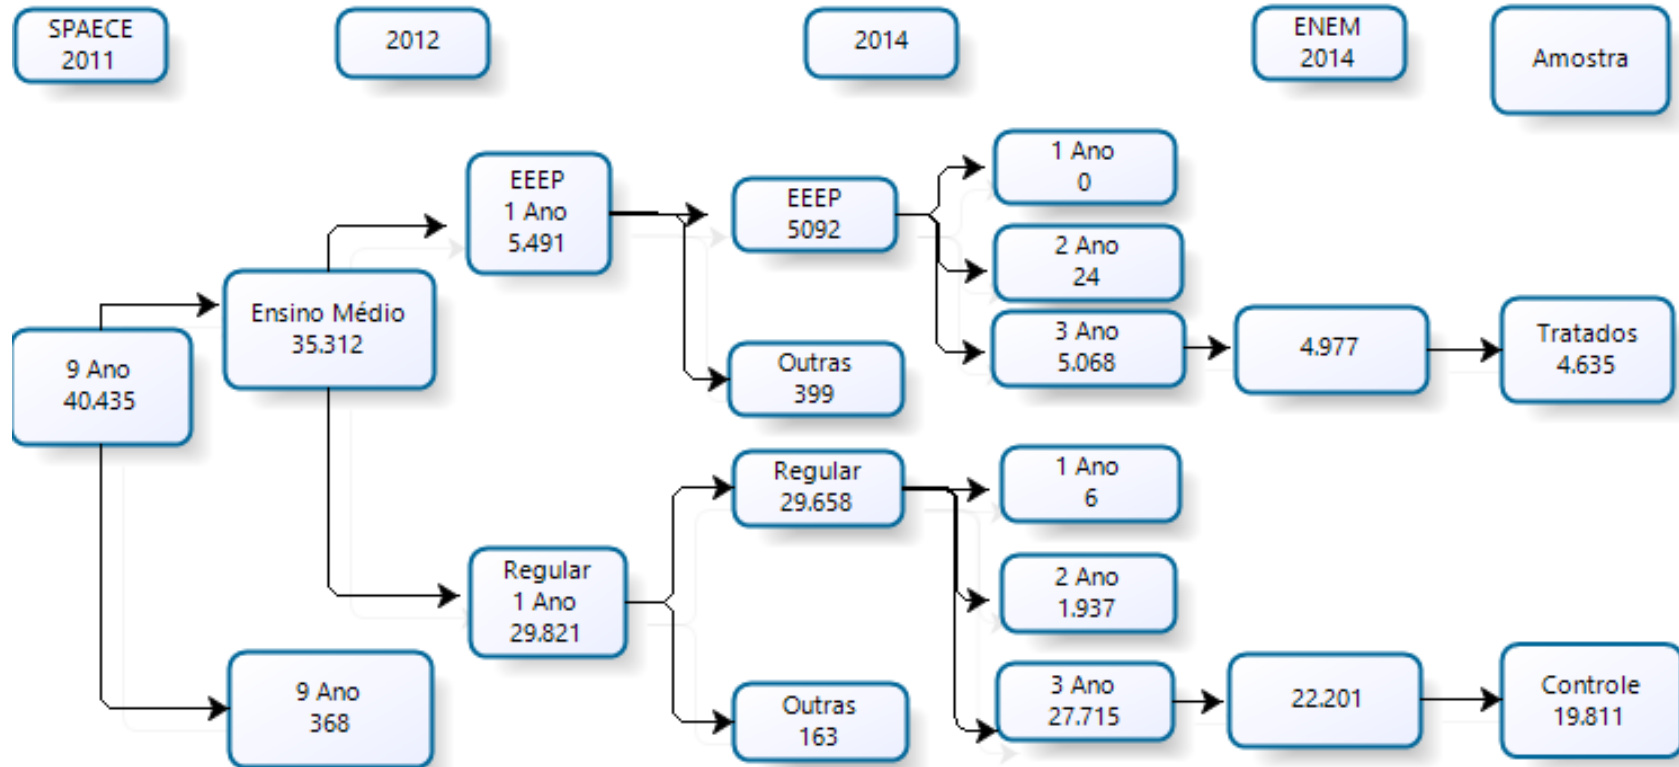 SPAECE
2011
2012
2014
ENEM
2014
Amostra
9 Ano
40.435
Ensino Médio
35.312
9 Ano
368
EEEP
1 Ano
5.491
Regular
1 Ano
29.821
EEEP
5092
Outras
399
Regular
29.658
Outras
163
1 Ano
0
2 Ano
24
3 Ano
5.068
1 Ano
6
2 Ano
1.937
3 Ano
27.715
4.977
22.201
Tratados
4.635
Controle
19.811